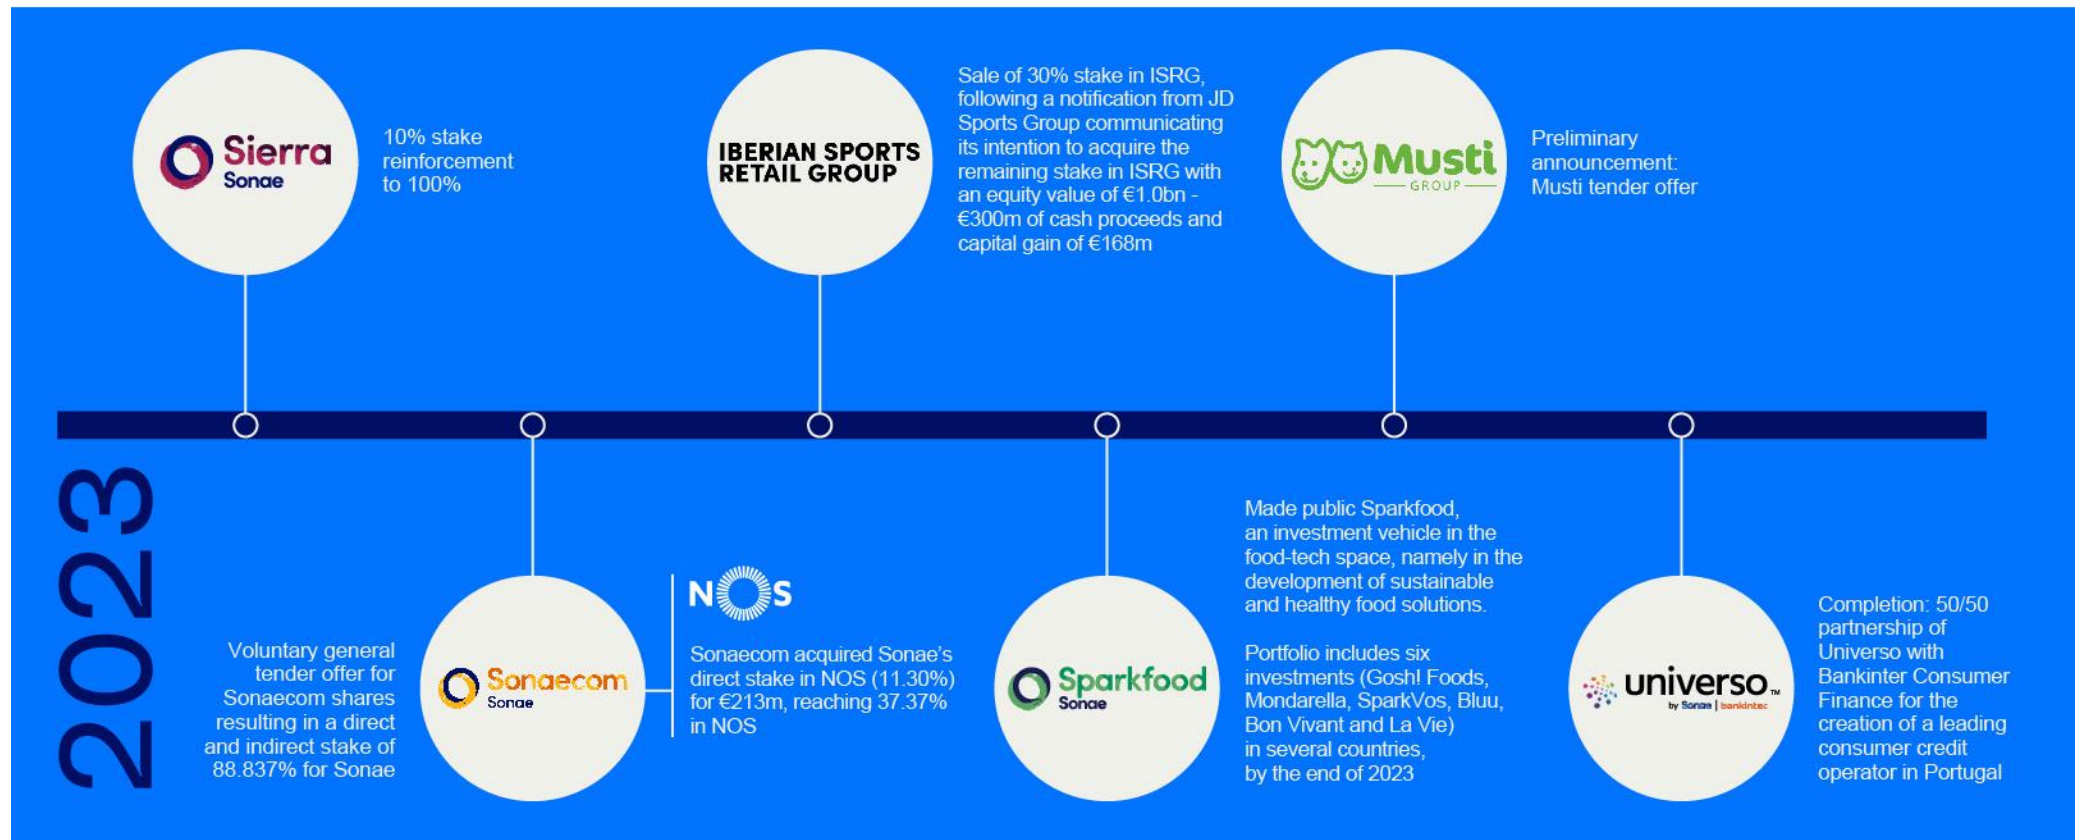 Sierra
Sonae
10% stake
reinforcement
to 100%
IBERIAN SPORTS
RETAIL GROUP
Sale of 30% stake in ISRG,
following a notification from JD
Sports Group communicating
its intention to acquire the
remaining stake in ISRG with
an equity value of €1.0bn -
€300m of cash proceeds and
capital gain of €168m
Musti
GROUP
Preliminary
announcement:
Musti tender offer
2023
Voluntary general
tender offer for
Sonaecom shares
resulting in a direct
and indirect stake of
88.837% for Sonae
Sonaecom
Sonae
NOS
Sonaecom acquired Sonae's
direct stake in NOS (11.30%)
for €213m, reaching 37.37%
in NOS
Sparkfood
Sonae
Made public Sparkfood,
an investment vehicle in the
food-tech space, namely in the
development of sustainable
and healthy food solutions.
Portfolio includes six
investments (Gosh! Foods,
Mondarella, SparkVos, Bluu,
Bon Vivant and La Vie)
in several countries,
by the end of 2023
universo™
by Sonae | bankinter
Completion: 50/50
partnership of
Universo with
Bankinter Consumer
Finance for the
creation of a leading
consumer credit
operator in Portugal